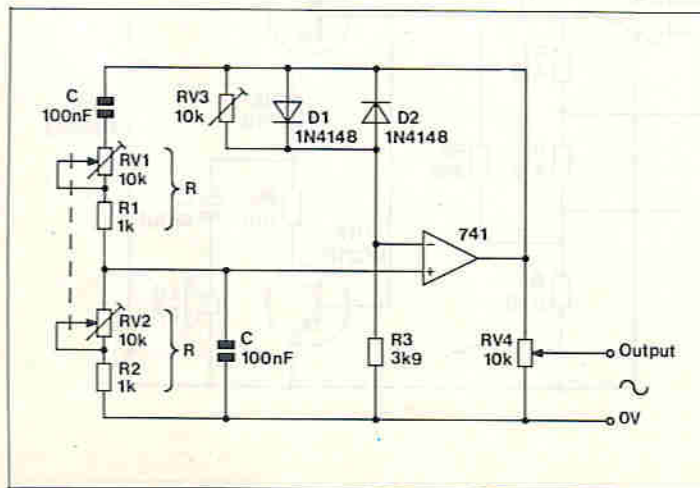 C
100nF
RV1
10k
R
R1
1k
RV2
10k
R
R2
1k
C
100nF
RV3
10k
D1
1N4148
D2
1N4148
741
−
+
R3
3k9
RV4
10k
Output
0V